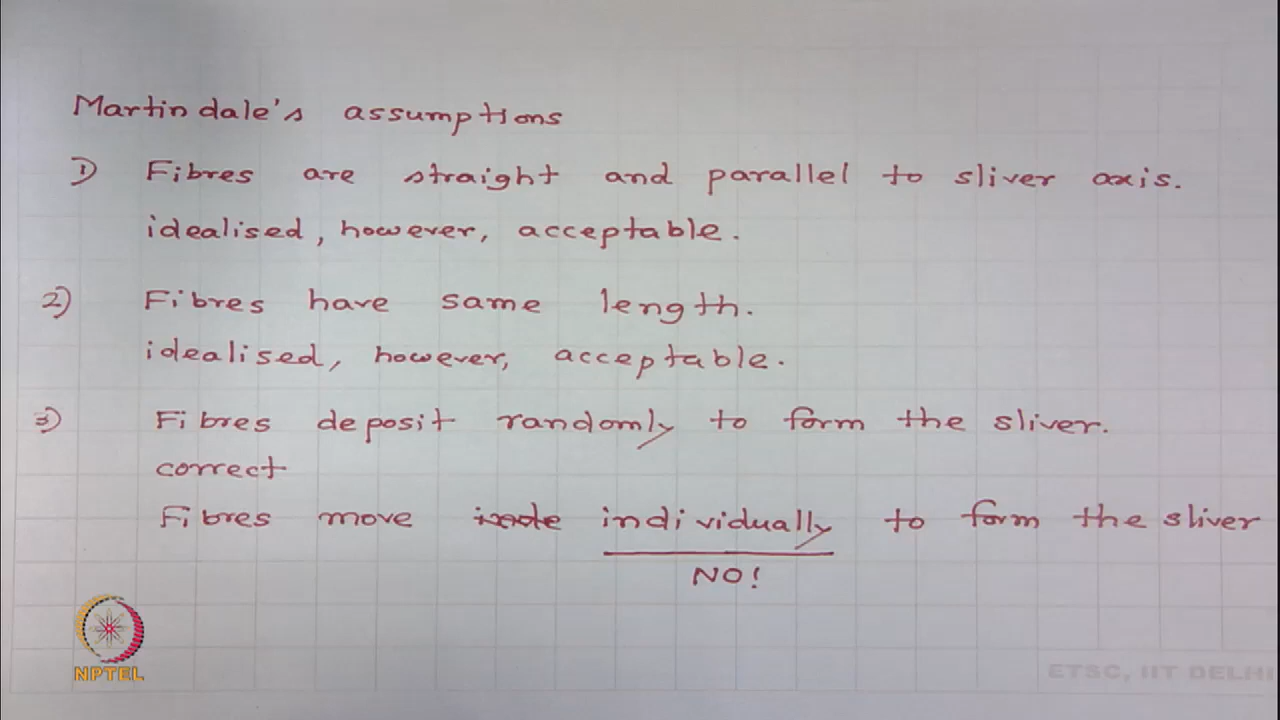 Martindale's assumptions
1) Fibres are straight and parallel to sliver axis.
idealised, however, acceptable.
2) Fibres have same length.
idealised, however, acceptable.
3) Fibres deposit randomly to form the sliver.
correct
Fibres move individually to form the sliver
NO!
NPTEL
ETSC, IIT DELHI